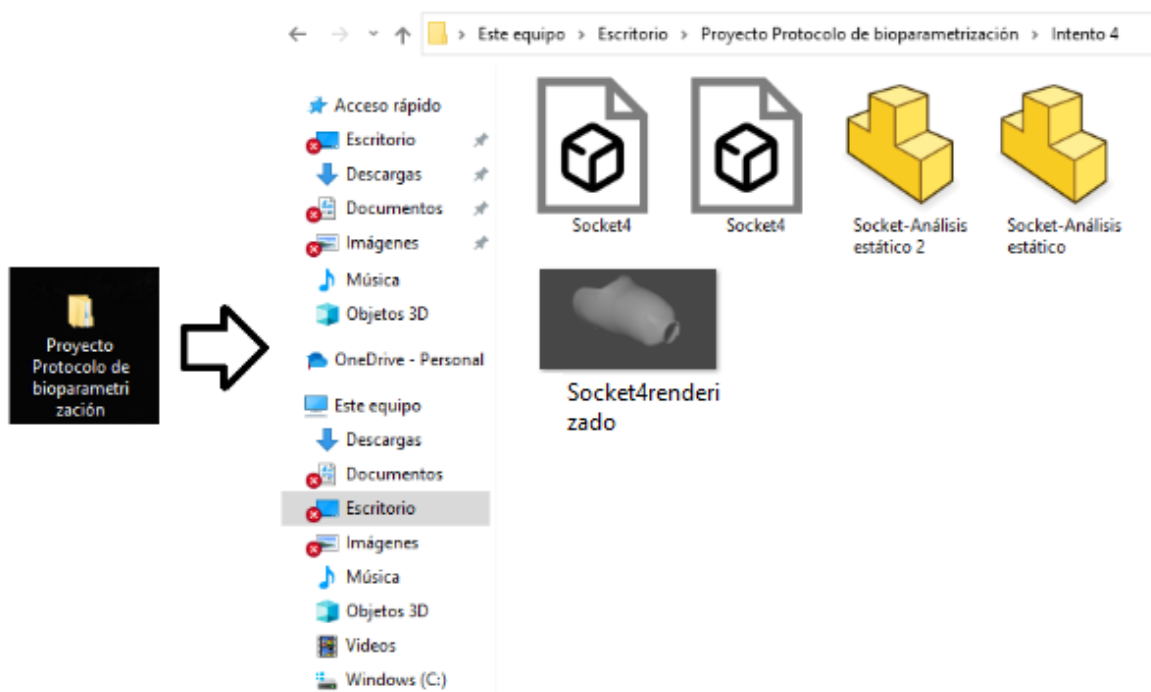 Este equipo > Escritorio > Proyecto Protocolo de bioparametrización > Intento 4
Acceso rápido
Escritorio
Descargas
Documentos
Imágenes
Música
Objetos 3D
OneDrive - Personal
Este equipo
Descargas
Documentos
Escritorio
Imágenes
Música
Objetos 3D
Videos
Windows (C:)
Proyecto
Protocolo de
bioparametri
zación
Socket4
Socket4
Socket-Análisis
estático 2
Socket-Análisis
estático
Socket4renderi
zado